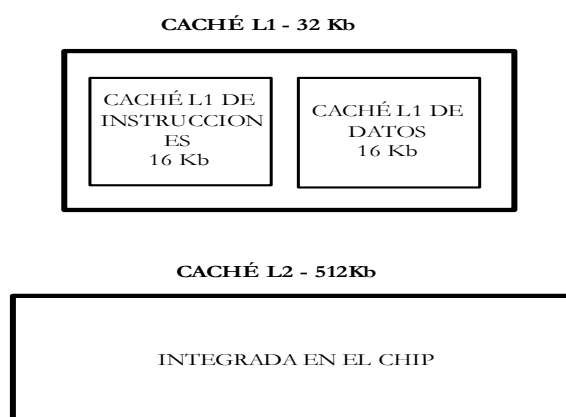 CACHÉ L1 - 32 Kb
CACHÉ L1 DE
INSTRUCCION
ES
16 Kb
CACHÉ L1 DE
DATOS
16 Kb
CACHÉ L2 - 512Kb
INTEGRADA EN EL CHIP